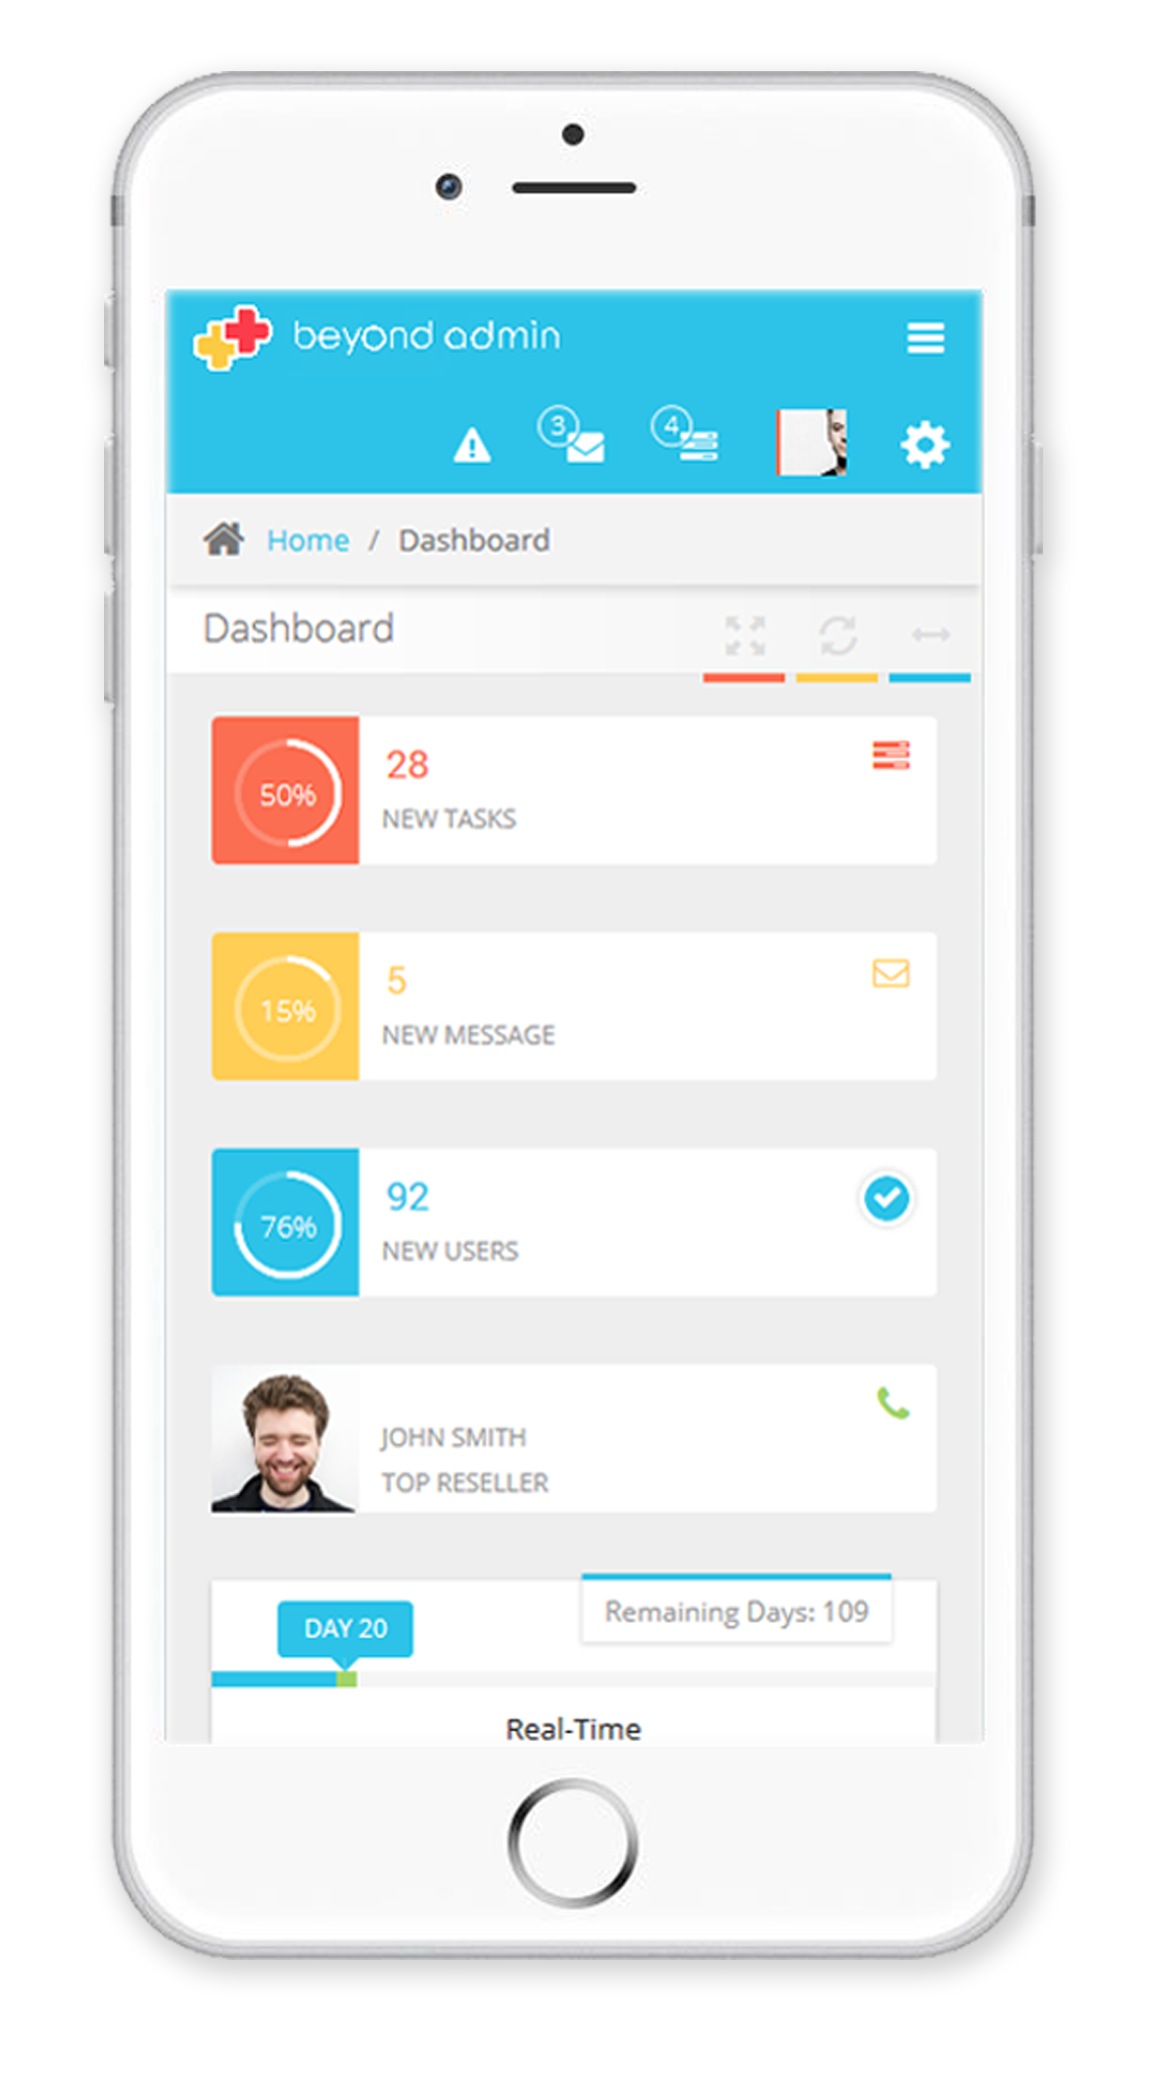 beyond admin
3 4
Home / Dashboard
Dashboard
50%
28
NEW TASKS
15%
5
NEW MESSAGE
76%
92
NEW USERS
JOHN SMITH
TOP RESELLER
DAY 20
Remaining Days: 109
Real-Time